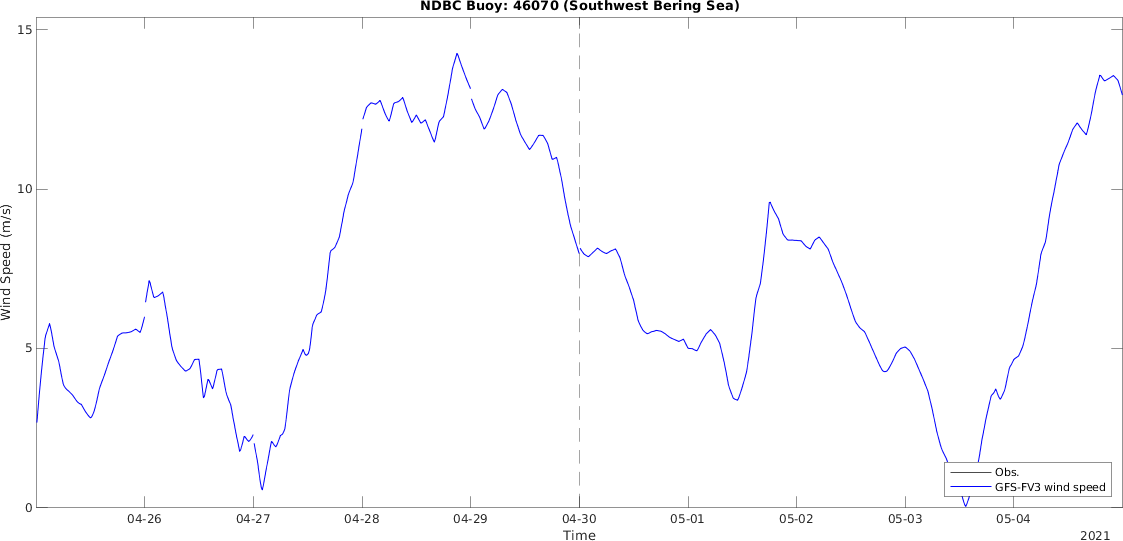 NDBC Buoy: 46070 (Southwest Bering Sea)
15
10
5
0
Wind Speed (m/s)
04-26
04-27
04-28
04-29
04-30
05-01
05-02
05-03
05-04
Time
2021
Obs.
GFS-FV3 wind speed